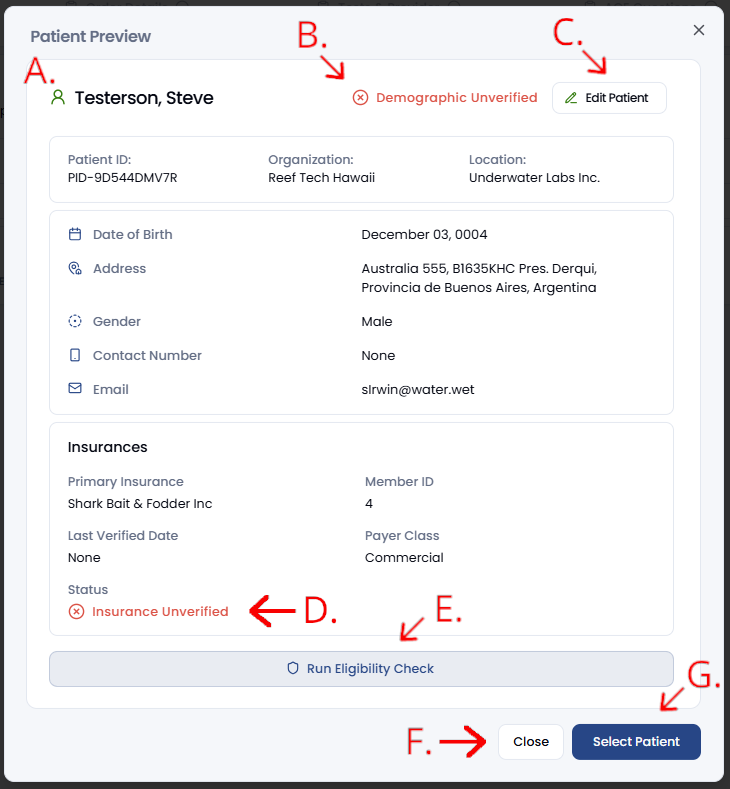 Patient Preview
A.
B.
C.
Testerson, Steve
Demographic Unverified
Edit Patient
Patient ID:
Organization:
Location:
PID-9D544DMV7R
Reef Tech Hawaii
Underwater Labs Inc.
Date of Birth
December 03, 0004
Address
Australia 555, B1635KHC Pres. Derqui,
Provincia de Buenos Aires, Argentina
Gender
Male
Contact Number
None
Email
sIrwin@water.wet
Insurances
Primary Insurance
Member ID
Shark Bait & Fodder Inc
4
Last Verified Date
Payer Class
None
Commercial
Status
Insurance Unverified
D.
E.
Run Eligibility Check
G.
F.
Close
Select Patient